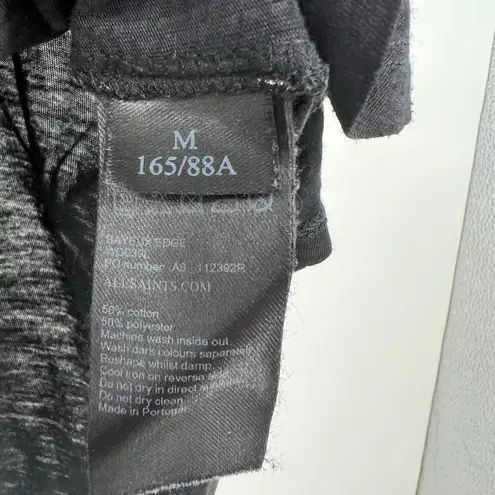 M
165/88A
BAYEUX EDGE
PO number A6 112392R
ALLSAINTS.COM
50% cotton
50% polyester
Machine wash inside out
Wash dark colours separately
Reshape whilst damp.
Cool iron on reverse
Do not dry in direct
Do not dry clean
Made in Portugal